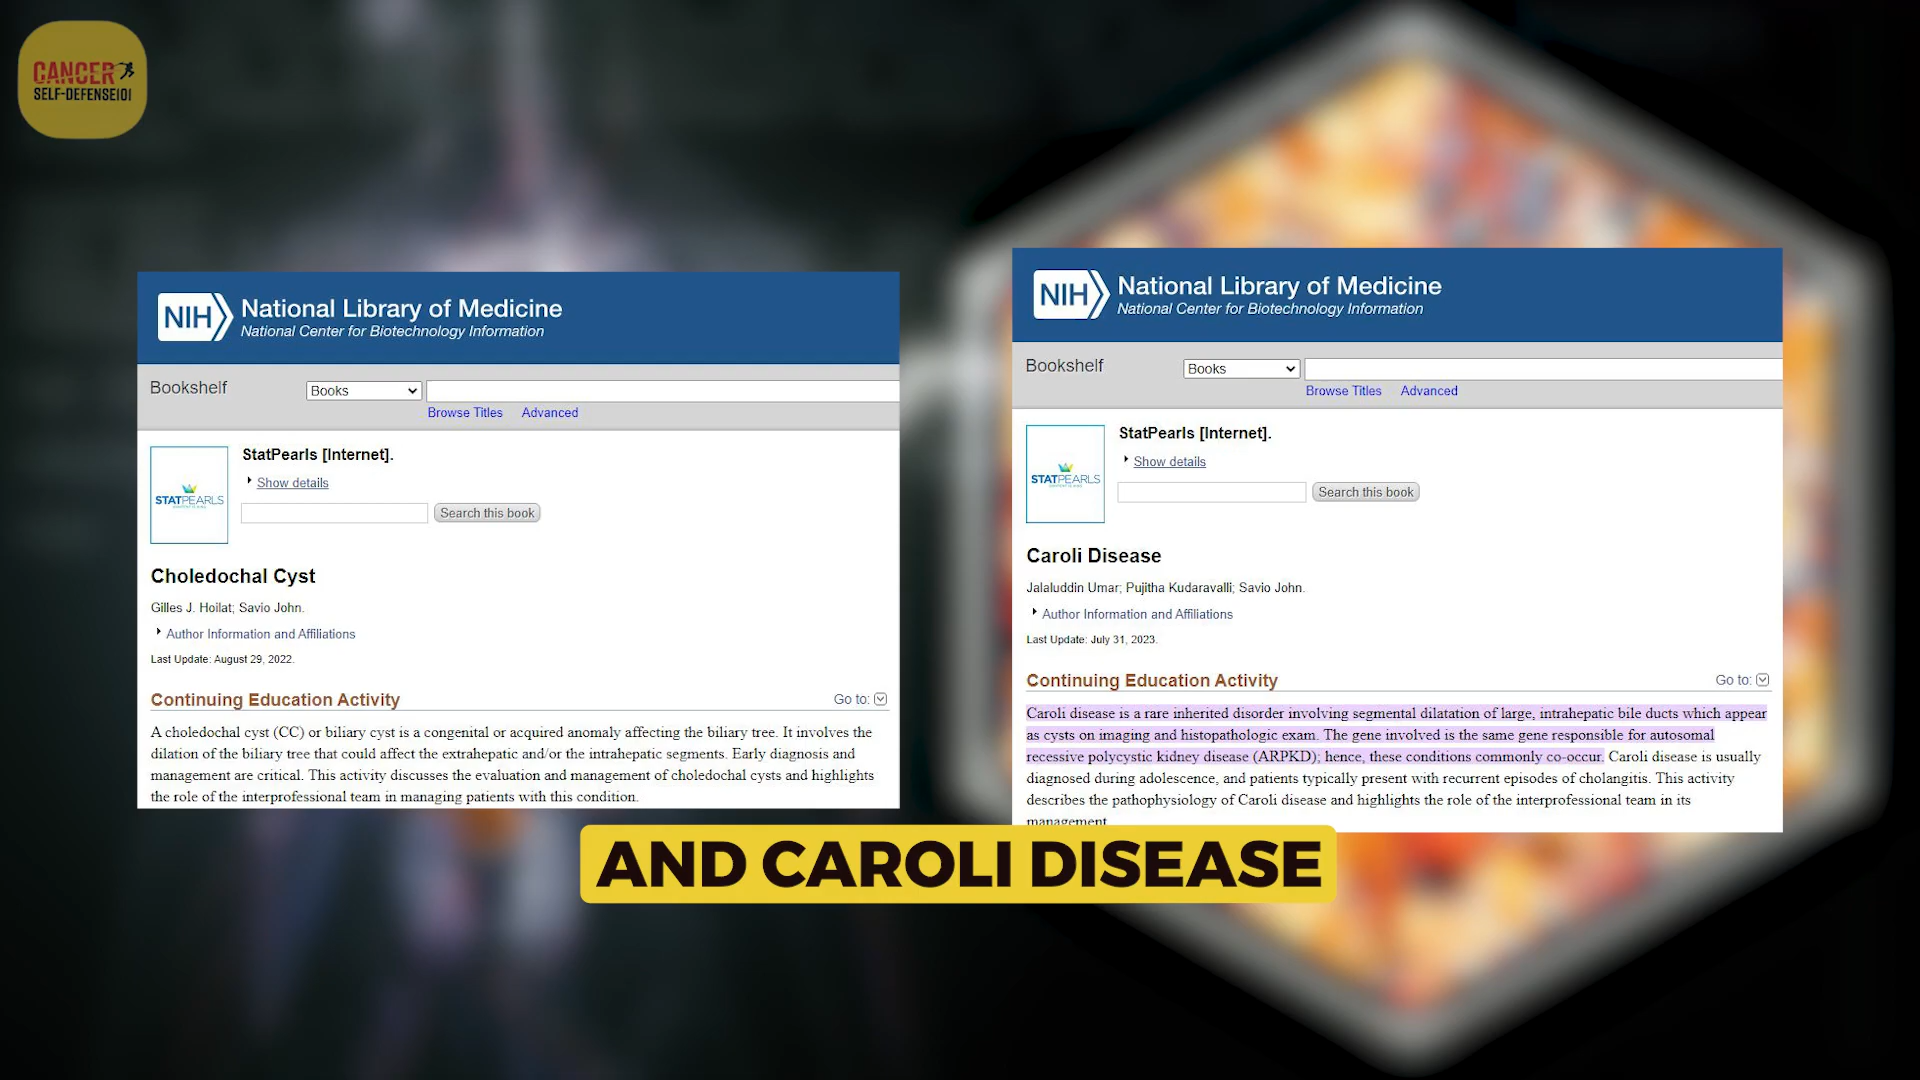 CANCER
SELF-DEFENSE101
NIH National Library of Medicine
National Center for Biotechnology Information
Bookshelf
Books
Browse Titles Advanced
STATPEARLS
StatPearls [Internet].
Show details
Search this book
Choledochal Cyst
Gilles J. Hoilat; Savio John.
Author Information and Affiliations
Last Update: August 29, 2022.
Continuing Education Activity
Go to:
A choledochal cyst (CC) or biliary cyst is a congenital or acquired anomaly affecting the biliary tree. It involves the
dilation of the biliary tree that could affect the extrahepatic and/or the intrahepatic segments. Early diagnosis and
management are critical. This activity discusses the evaluation and management of choledochal cysts and highlights
the role of the interprofessional team in managing patients with this condition.
NIH National Library of Medicine
National Center for Biotechnology Information
Bookshelf
Books
Browse Titles Advanced
STATPEARLS
StatPearls [Internet].
Show details
Search this book
Caroli Disease
Jalaluddin Umar; Pujitha Kudaravalli; Savio John.
Author Information and Affiliations
Last Update: July 31, 2023.
Continuing Education Activity
Go to:
Caroli disease is a rare inherited disorder involving segmental dilatation of large, intrahepatic bile ducts which appear
as cysts on imaging and histopathologic exam. The gene involved is the same gene responsible for autosomal
recessive polycystic kidney disease (ARPKD); hence, these conditions commonly co-occur. Caroli disease is usually
diagnosed during adolescence, and patients typically present with recurrent episodes of cholangitis. This activity
describes the pathophysiology of Caroli disease and highlights the role of the interprofessional team in its
management.
AND CAROLI DISEASE